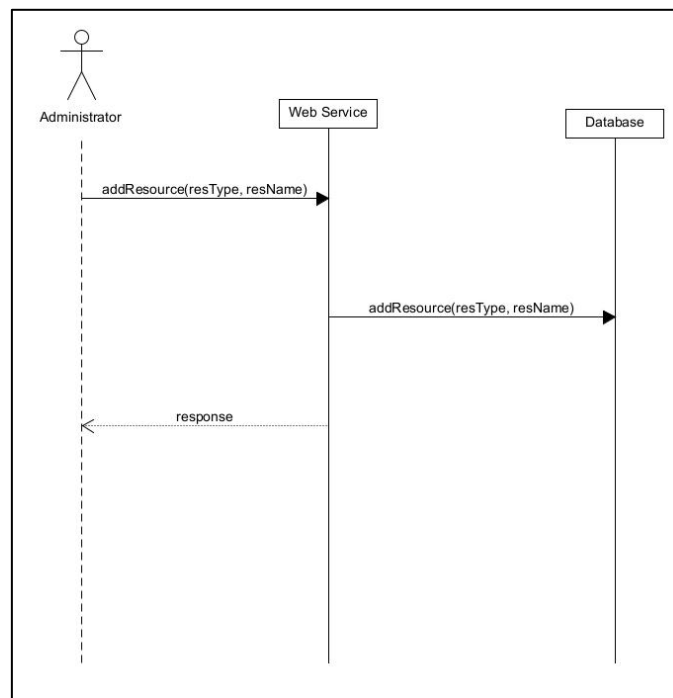 Administrator
Web Service
Database
addResource(resType, resName)
addResource(resType, resName)
response